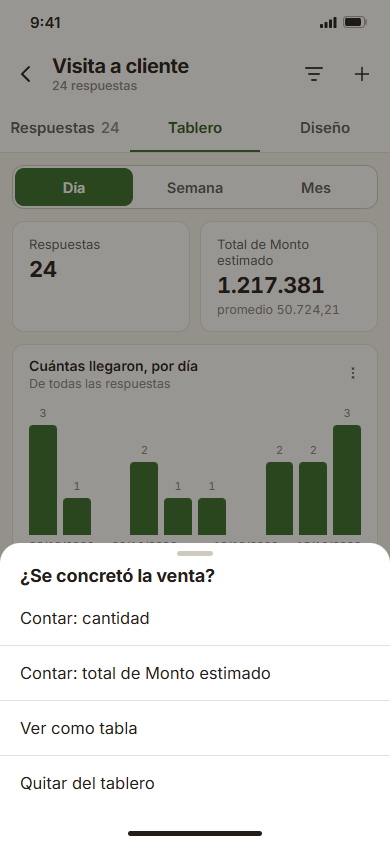 9:41
Visita a cliente
24 respuestas
Respuestas 24
Tablero
Diseño
Día
Semana
Mes
Respuestas
24
Total de Monto
estimado
1.217.381
promedio 50.724,21
Cuántas llegaron, por día
De todas las respuestas
3
1
2
1
1
2
2
3
¿Se concretó la venta?
Contar: cantidad
Contar: total de Monto estimado
Ver como tabla
Quitar del tablero